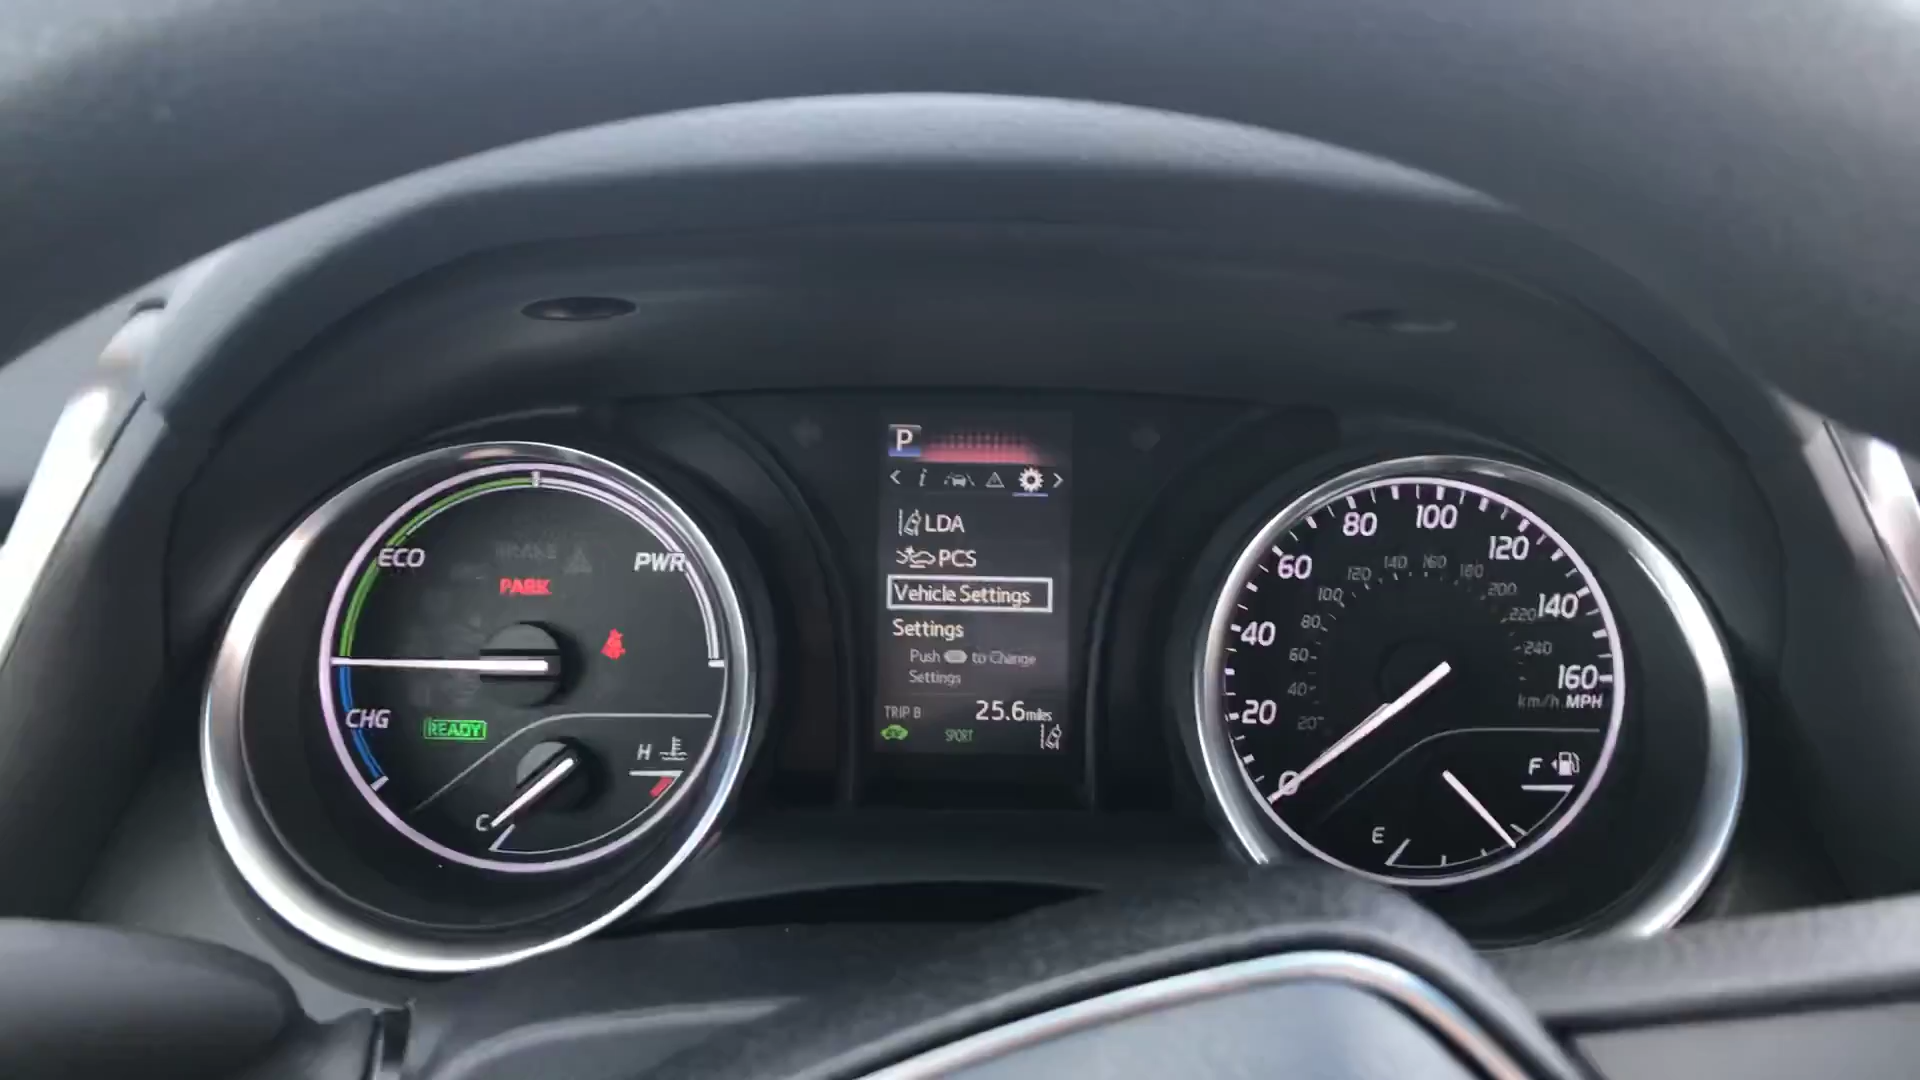 ECO
BRAKE
PARK
PWR
CHG
READY
H
C
P
i
LDA
PCS
Vehicle Settings
Settings
Push to Change
Settings
TRIP B 25.6 miles
EV SPORT
0
20
40
60
80
100
120
140
160
20
40
60
80
100
120
140
160
180
200
220
240
km/h MPH
F
E